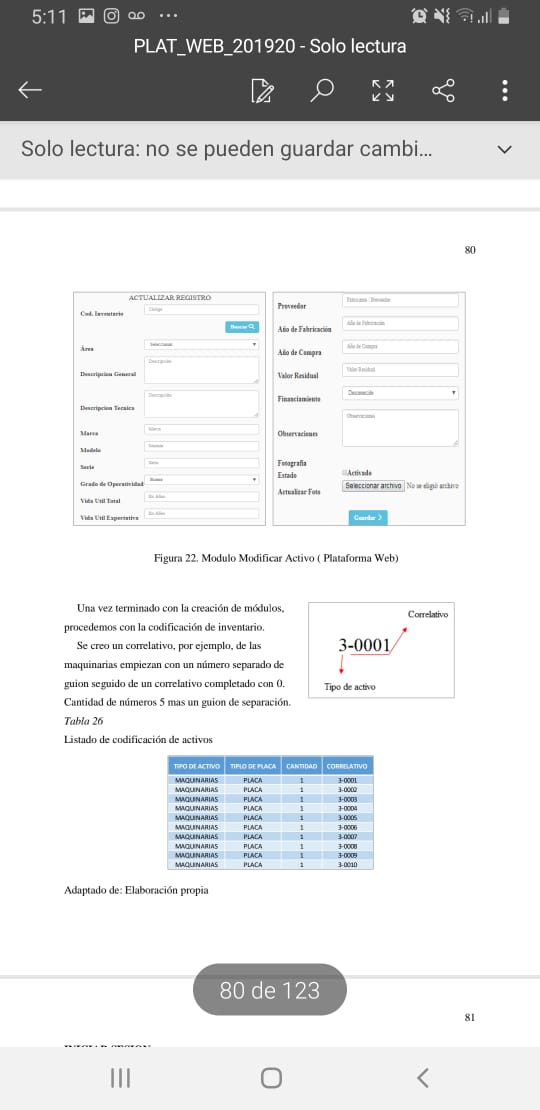 5:11
PLAT_WEB_201920 - Solo lectura
Solo lectura: no se pueden guardar cambi...
80
ACTUALIZAR REGISTRO
Cod. Inventario
Código
Buscar
Área
Seleccionar
Descripcion General
Descripción
Descripcion Tecnica
Descripción
Marca
Marca
Modelo
Serie
Serie
Grado de Operatividad
Vida Util Total
En Años
Vida Util Expectativa
En Años
Proveedor
Año de Fabricación
Año de Fabricación
Año de Compra
Año de Compra
Valor Residual
Valor Residual
Financiamiento
Desconocido
Observaciones
Observaciones
Fotografia
Estado
Activado
Actualizar Foto
Seleccionar archivo No se eligió archivo
Guardar
Figura 22. Modulo Modificar Activo ( Plataforma Web)
Una vez terminado con la creación de módulos,
procedemos con la codificación de inventario.
Se creo un correlativo, por ejemplo, de las
maquinarias empiezan con un número separado de
guion seguido de un correlativo completado con 0.
Cantidad de números 5 mas un guion de separación.
Correlativo
3-0001
Tipo de activo
Tabla 26
Listado de codificación de activos
TIPO DE ACTIVO TIPLO DE PLACA CANTIDAD CORRELATIVO
MAQUINARIAS PLACA 1 3-0001
MAQUINARIAS PLACA 1 3-0002
MAQUINARIAS PLACA 1 3-0003
MAQUINARIAS PLACA 1 3-0004
MAQUINARIAS PLACA 1 3-0005
MAQUINARIAS PLACA 1 3-0006
MAQUINARIAS PLACA 1 3-0007
MAQUINARIAS PLACA 1 3-0008
MAQUINARIAS PLACA 1 3-0009
MAQUINARIAS PLACA 1 3-0010
Adaptado de: Elaboración propia
80 de 123
81